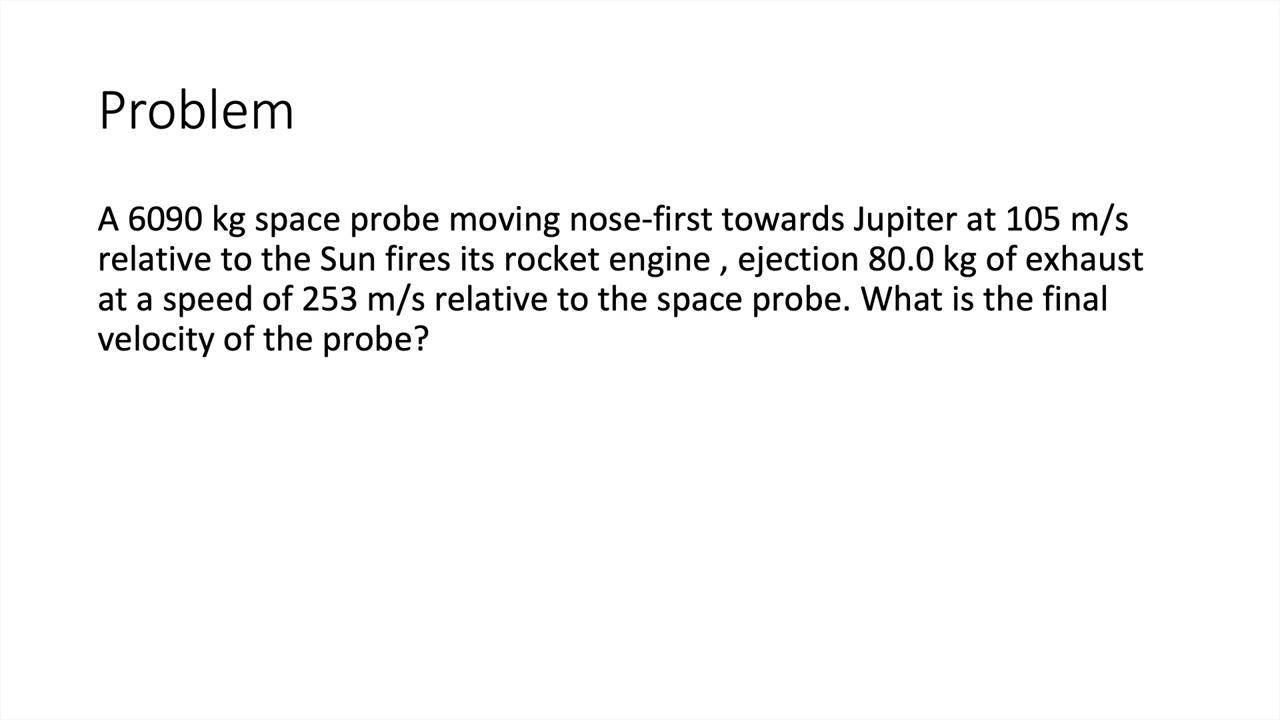 Problem
A 6090 kg space probe moving nose-first towards Jupiter at 105 m/s
relative to the Sun fires its rocket engine , ejection 80.0 kg of exhaust
at a speed of 253 m/s relative to the space probe. What is the final
velocity of the probe?